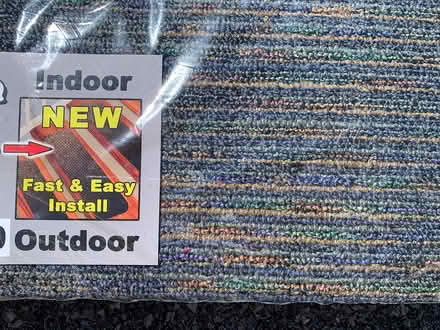 Indoor
NEW
Fast & Easy
Install
Outdoor